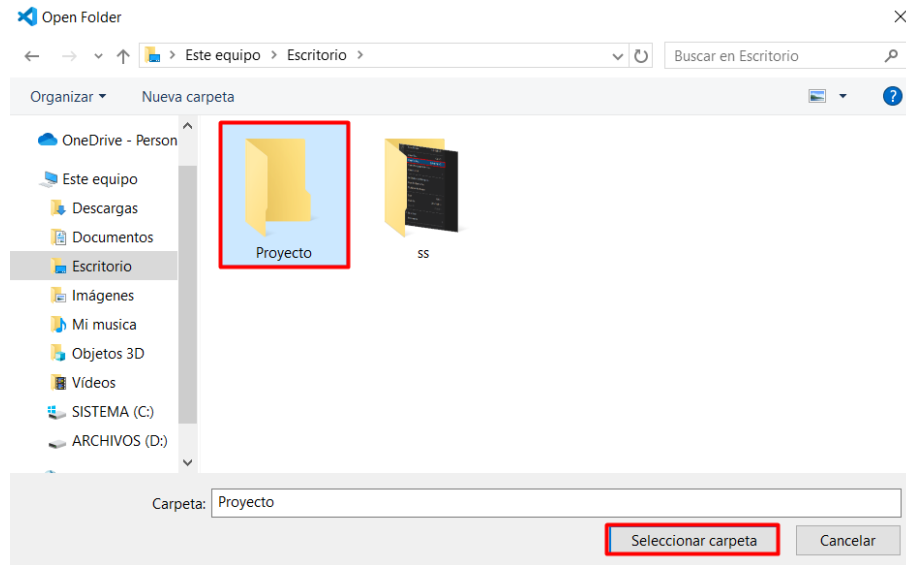 Open Folder
Este equipo > Escritorio >
Buscar en Escritorio
Organizar
Nueva carpeta
OneDrive - Person
Este equipo
Descargas
Documentos
Escritorio
Imágenes
Mi musica
Objetos 3D
Vídeos
SISTEMA (C:)
ARCHIVOS (D:)
Proyecto
ss
Carpeta: Proyecto
Seleccionar carpeta
Cancelar